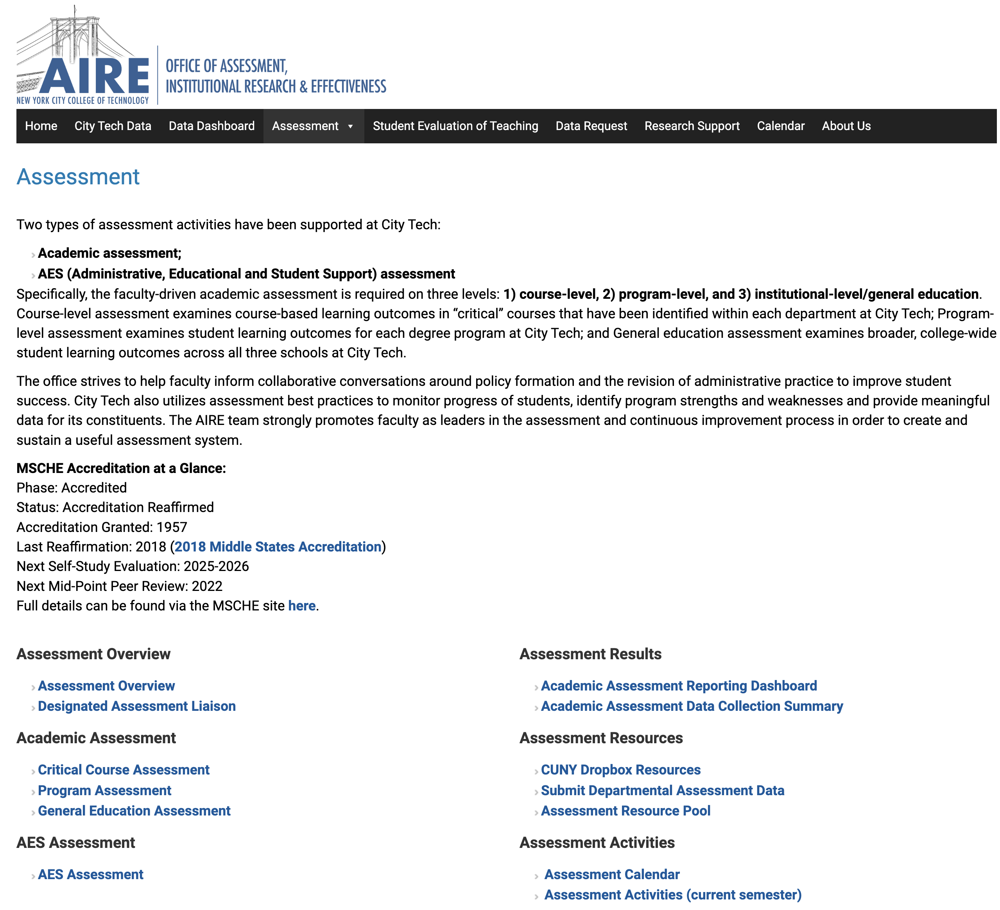 AIRE
NEW YORK CITY COLLEGE OF TECHNOLOGY
OFFICE OF ASSESSMENT,
INSTITUTIONAL RESEARCH & EFFECTIVENESS
Home City Tech Data Data Dashboard Assessment Student Evaluation of Teaching Data Request Research Support Calendar About Us
Assessment
Two types of assessment activities have been supported at City Tech:
Academic assessment;
AES (Administrative, Educational and Student Support) assessment
Specifically, the faculty-driven academic assessment is required on three levels: 1) course-level, 2) program-level, and 3) institutional-level/general education.
Course-level assessment examines course-based learning outcomes in “critical” courses that have been identified within each department at City Tech; Program-
level assessment examines student learning outcomes for each degree program at City Tech; and General education assessment examines broader, college-wide
student learning outcomes across all three schools at City Tech.
The office strives to help faculty inform collaborative conversations around policy formation and the revision of administrative practice to improve student
success. City Tech also utilizes assessment best practices to monitor progress of students, identify program strengths and weaknesses and provide meaningful
data for its constituents. The AIRE team strongly promotes faculty as leaders in the assessment and continuous improvement process in order to create and
sustain a useful assessment system.
MSCHE Accreditation at a Glance:
Phase: Accredited
Status: Accreditation Reaffirmed
Accreditation Granted: 1957
Last Reaffirmation: 2018 (2018 Middle States Accreditation)
Next Self-Study Evaluation: 2025-2026
Next Mid-Point Peer Review: 2022
Full details can be found via the MSCHE site here.
Assessment Overview
Assessment Overview
Designated Assessment Liaison
Academic Assessment
Critical Course Assessment
Program Assessment
General Education Assessment
AES Assessment
AES Assessment
Assessment Results
Academic Assessment Reporting Dashboard
Academic Assessment Data Collection Summary
Assessment Resources
CUNY Dropbox Resources
Submit Departmental Assessment Data
Assessment Resource Pool
Assessment Activities
Assessment Calendar
Assessment Activities (current semester)